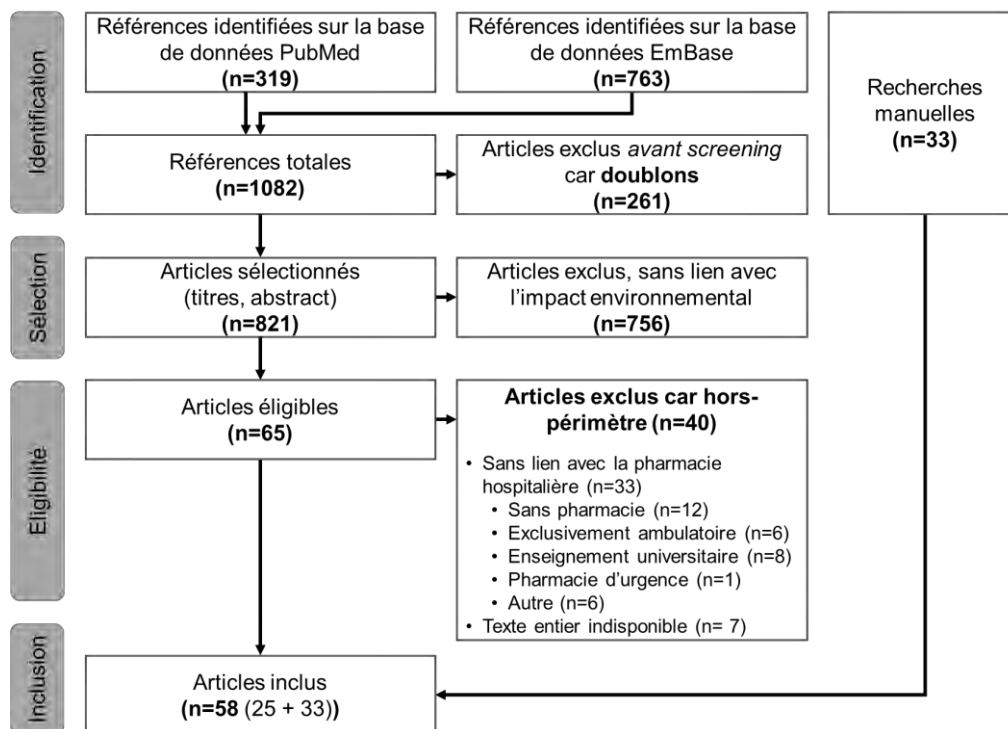 Identification
Références identifiées sur la base
de données PubMed
(n=319)
Références identifiées sur la base
de données EmBase
(n=763)
Recherches
manuelles
(n=33)
Références totales
(n=1082)
Articles exclus avant screening
car doublons
(n=261)
Sélection
Articles sélectionnés
(titres, abstract)
(n=821)
Articles exclus, sans lien avec
l'impact environnemental
(n=756)
Eligibilité
Articles éligibles
(n=65)
Articles exclus car hors-
périmètre (n=40)
• Sans lien avec la pharmacie
hospitalière (n=33)
• Sans pharmacie (n=12)
• Exclusivement ambulatoire (n=6)
• Enseignement universitaire (n=8)
• Pharmacie d'urgence (n=1)
• Autre (n=6)
• Texte entier indisponible (n= 7)
Inclusion
Articles inclus
(n=58 (25 + 33))